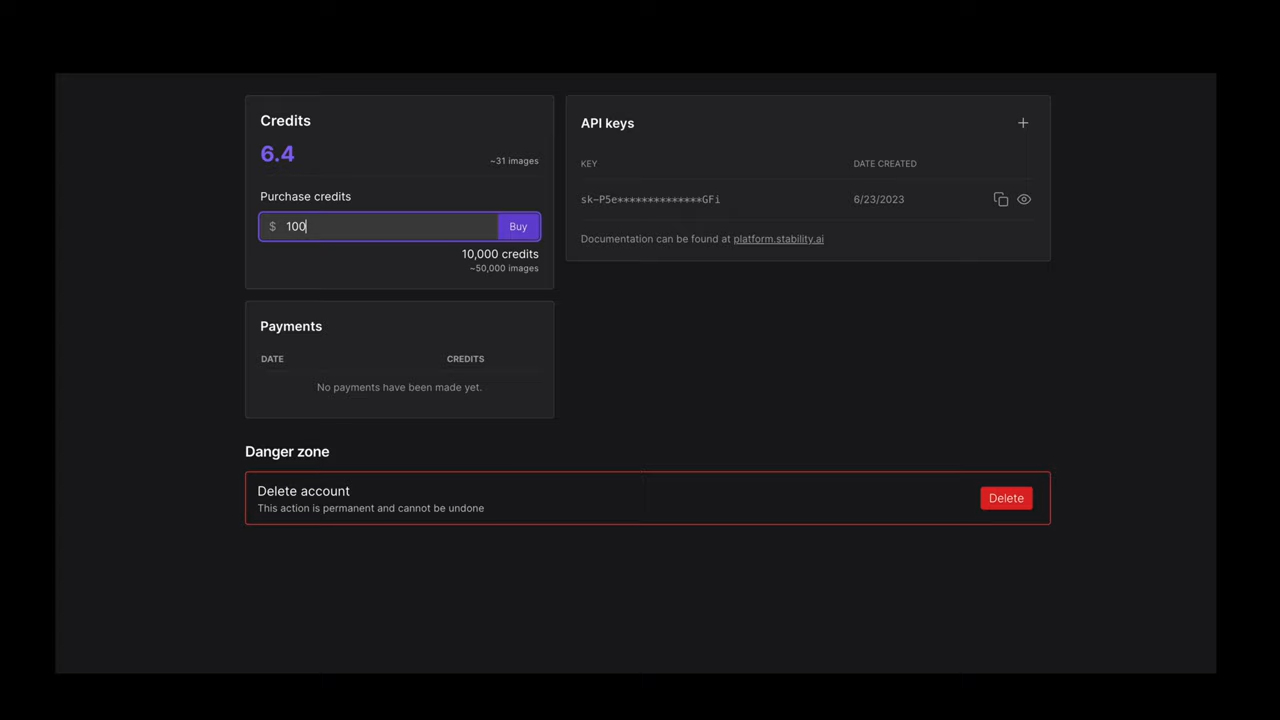 Credits
6.4
~31 images
Purchase credits
$ 100
Buy
10,000 credits
~50,000 images
API keys
KEY DATE CREATED
sk-P5e**************GFi 6/23/2023
Documentation can be found at platform.stability.ai
Payments
DATE CREDITS
No payments have been made yet.
Danger zone
Delete account
This action is permanent and cannot be undone
Delete